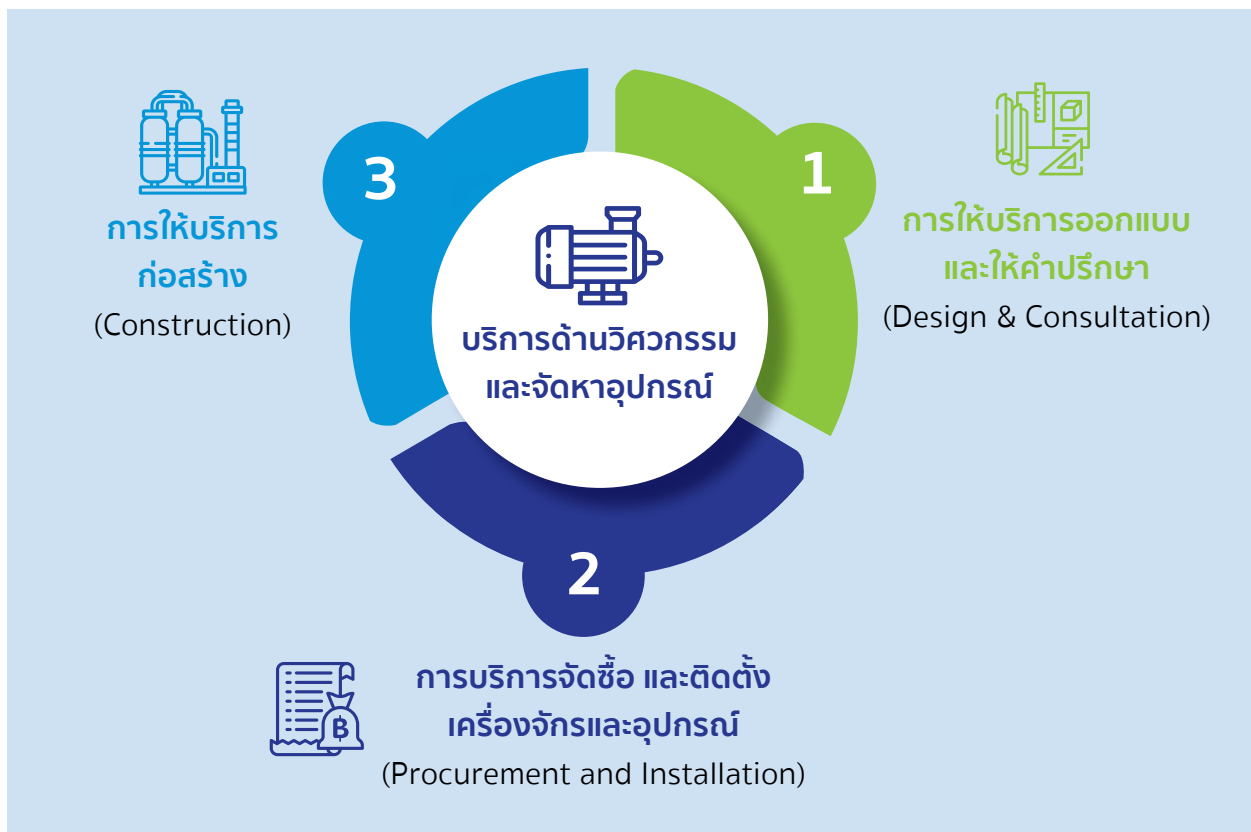 บริการด้านวิศวกรรม
และจัดหาอุปกรณ์
1
การให้บริการออกแบบ
และให้คำปรึกษา
(Design & Consultation)
2
การบริการจัดซื้อ และติดตั้ง
เครื่องจักรและอุปกรณ์
(Procurement and Installation)
฿
3
การให้บริการ
ก่อสร้าง
(Construction)